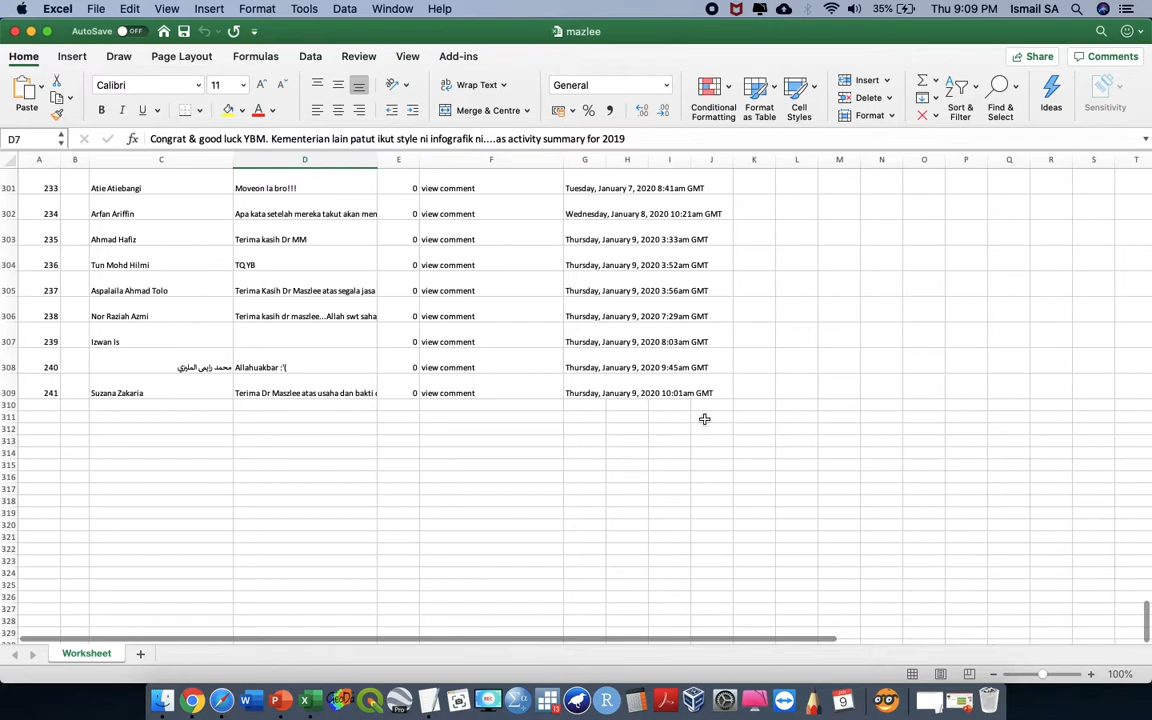 Excel File Edit View Insert Format Tools Data Window Help 35% Thu 9:09 PM Ismail SA
AutoSave OFF mazlee
Home Insert Draw Page Layout Formulas Data Review View Add-ins Share Comments
Paste Calibri 11 A A Wrap Text General Conditional Formatting Format as Table Cell Styles Insert Sort & Filter Find & Select Ideas Sensitivity
B I U A Merge & Centre % Delete
Format
D7 fx Congrat & good luck YBM. Kementerian lain patut ikut style ni infografik ni....as activity summary for 2019
A B C D E F G H I J K L M N O P Q R S T
301 233 Atie Atiebangi Moveon la bro!!! 0 view comment Tuesday, January 7, 2020 8:41am GMT
302 234 Arfan Ariffin Apa kata setelah mereka takut akan men 0 view comment Wednesday, January 8, 2020 10:21am GMT
303 235 Ahmad Hafiz Terima kasih Dr MM 0 view comment Thursday, January 9, 2020 3:33am GMT
304 236 Tun Mohd Hilmi TQ YB 0 view comment Thursday, January 9, 2020 3:52am GMT
305 237 Aspalaila Ahmad Tolo Terima Kasih Dr Maszlee atas segala jasa 0 view comment Thursday, January 9, 2020 3:56am GMT
306 238 Nor Raziah Azmi Terima kasih dr maszlee...Allah swt saha 0 view comment Thursday, January 9, 2020 7:29am GMT
307 239 Izwan Is 0 view comment Thursday, January 9, 2020 8:03am GMT
308 240 محمد رايمى المليزي Allahuakbar :'( 0 view comment Thursday, January 9, 2020 9:45am GMT
309 241 Suzana Zakaria Terima Dr Maszlee atas usaha dan bakti 0 view comment Thursday, January 9, 2020 10:01am GMT
310
311
312
313
314
315
316
317
318
319
320
321
322
323
324
325
326
327
328
329
Worksheet
100%
W P X GeoDa Pro REC Σ 13 R 9